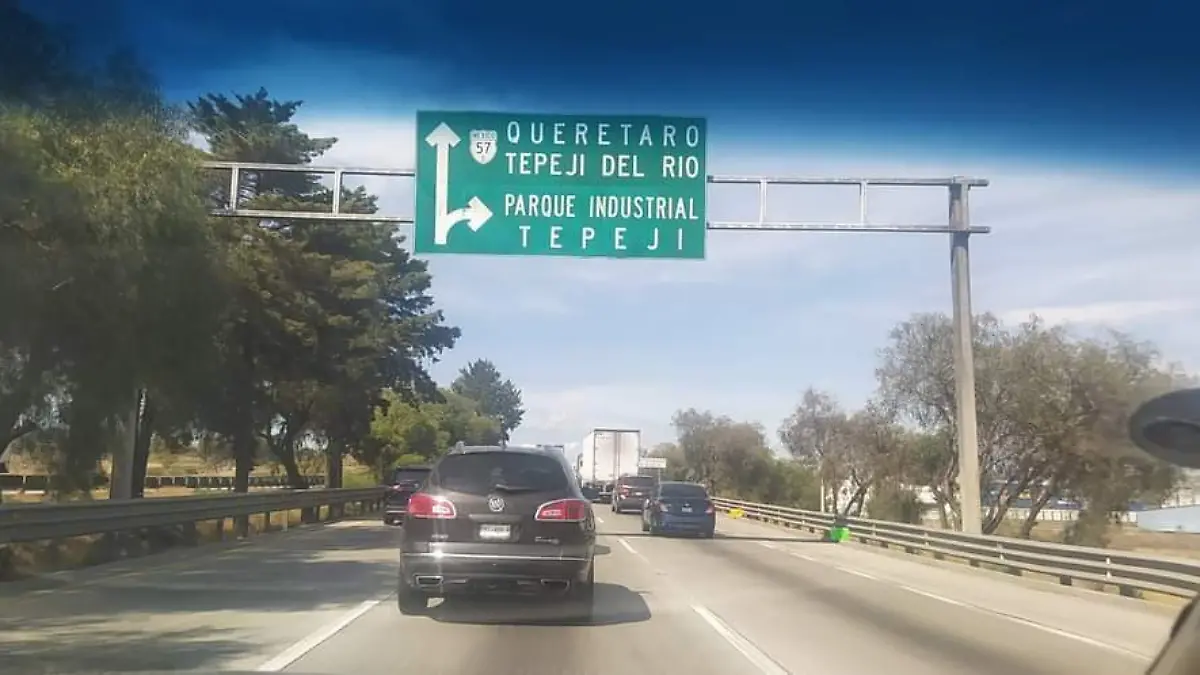 MEXICO
57
QUERETARO
TEPEJI DEL RIO
PARQUE INDUSTRIAL
TEPEJI